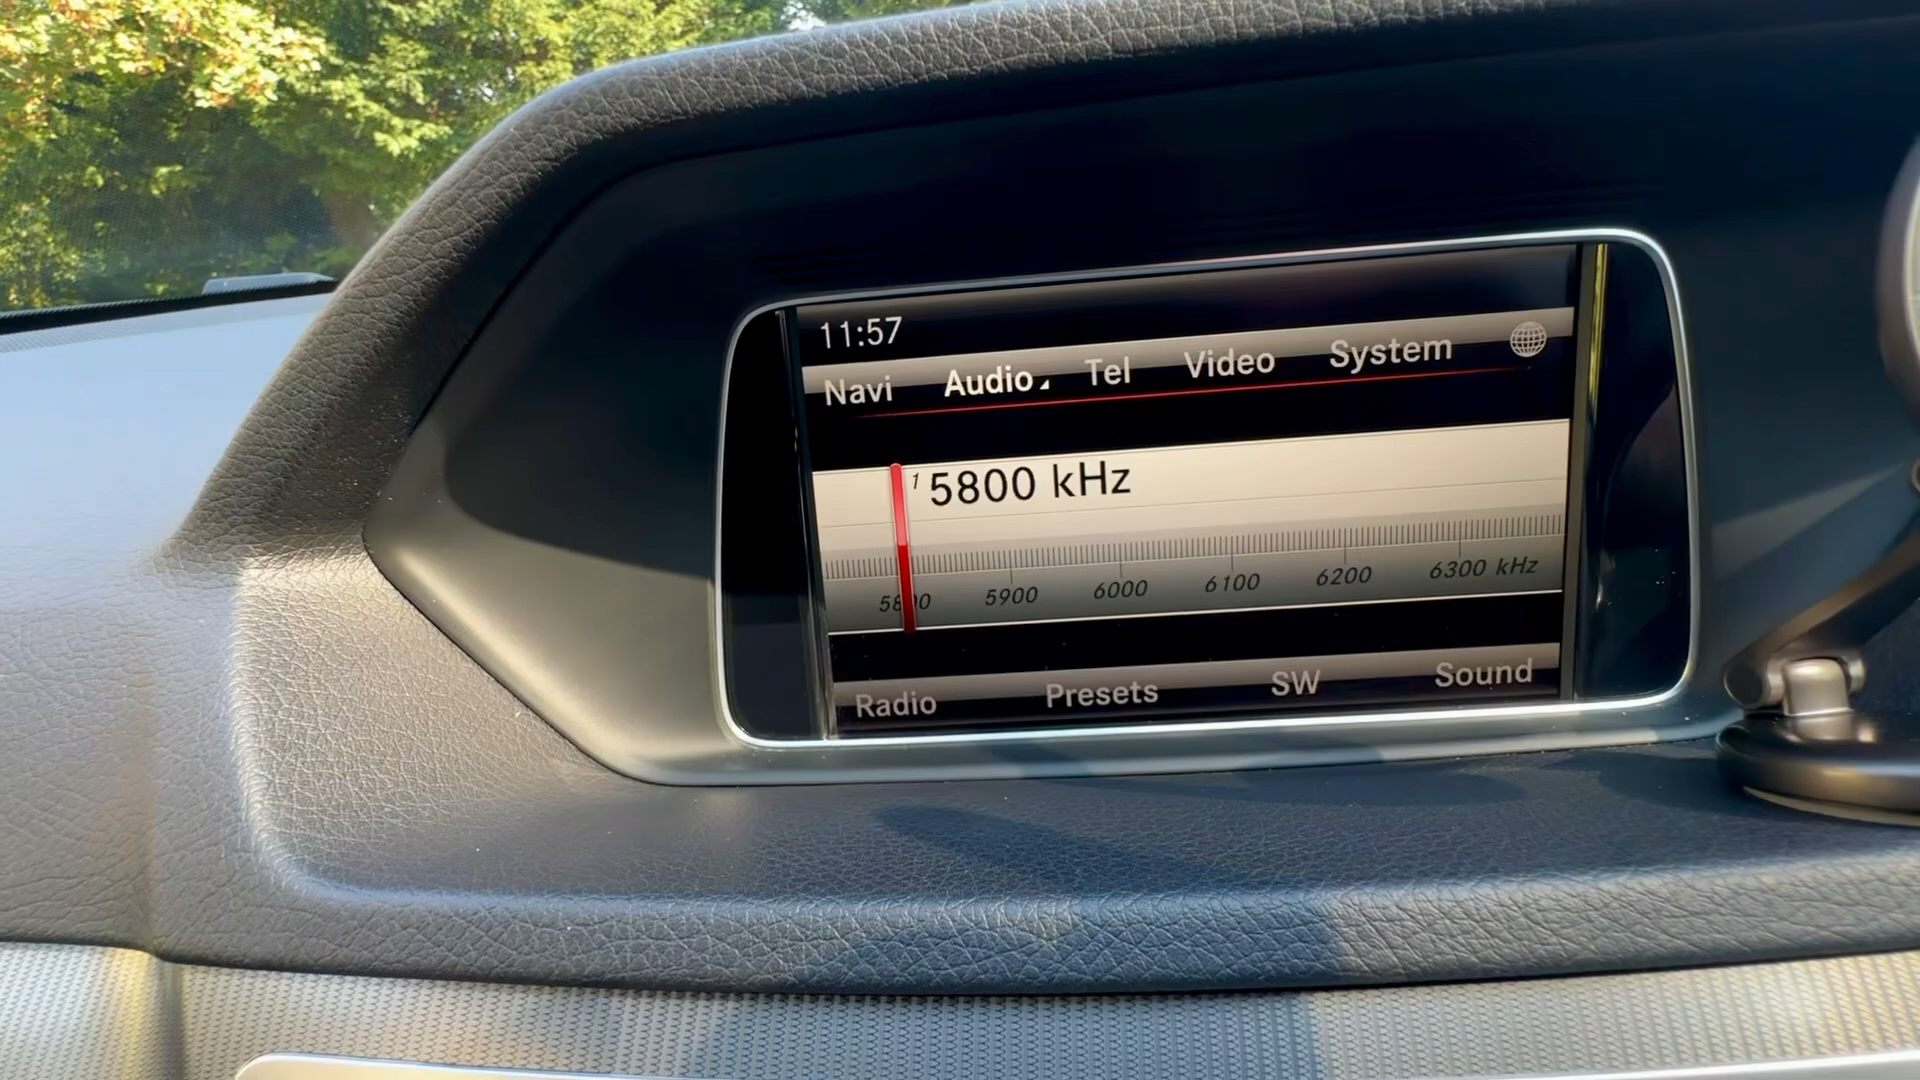 11:57
Navi Audio Tel Video System
1 5800 kHz
5800 5900 6000 6100 6200 6300 kHz
Radio Presets SW Sound